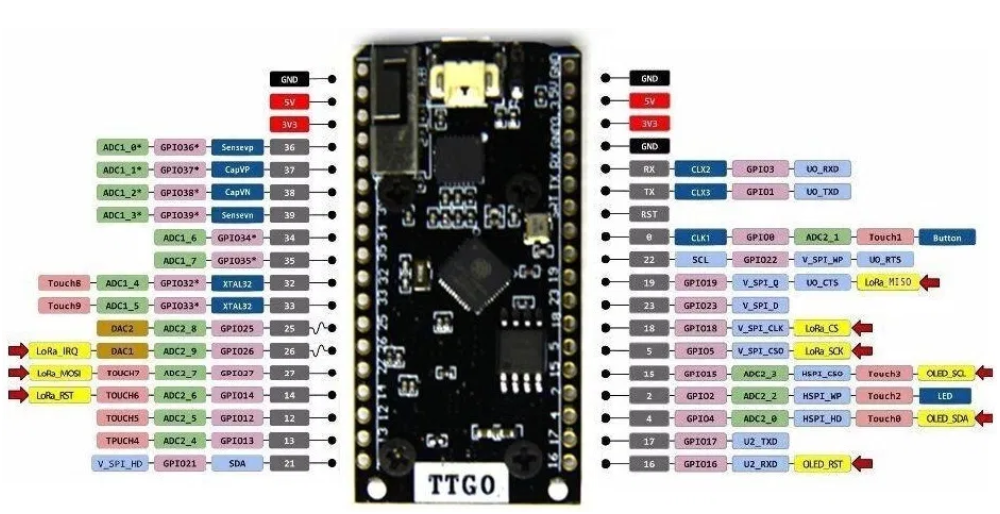 GND
5V
3V3
ADC1_0* GPIO36* Sensevp 36
ADC1_1* GPIO37* CapVP 37
ADC1_2* GPIO38* CapVN 38
ADC1_3* GPIO39* Sensevn 39
ADC1_6 GPIO34* 34
ADC1_7 GPIO35* 35
Touch8 ADC1_4 GPIO32* XTAL32 32
Touch9 ADC1_5 GPIO33* XTAL32 33
DAC2 ADC2_8 GPIO25 25
LoRa_IRQ DAC1 ADC2_9 GPIO26 26
LoRa_MOSI TOUCH7 ADC2_7 GPIO27 27
LoRa_RST TOUCH6 ADC2_6 GPIO14 14
TOUCH5 ADC2_5 GPIO12 12
TPUCH4 ADC2_4 GPIO13 13
V_SPI_HD GPIO21 SDA 21
TTGO
GND
5V
3V3
GND
RX CLX2 GPIO3 UO_RXD
TX CLX3 GPIO1 UO_TXD
RST
0 CLK1 GPIO0 ADC2_1 Touch1 Button
22 SCL GPIO22 V_SPI_WP UO_RTS
19 GPIO19 V_SPI_Q UO_CTS LoRa_MISO
23 GPIO23 V_SPI_D
18 GPIO18 V_SPI_CLK LoRa_CS
5 GPIO5 V_SPI_CSO LoRa_SCK
15 GPIO15 ADC2_3 HSPI_CSO Touch3 OLED_SCL
2 GPIO2 ADC2_2 HSPI_WP Touch2 LED
4 GPIO4 ADC2_0 HSPI_HD Touch0 OLED_SDA
17 GPIO17 U2_TXD
16 GPIO16 U2_RXD OLED_RST